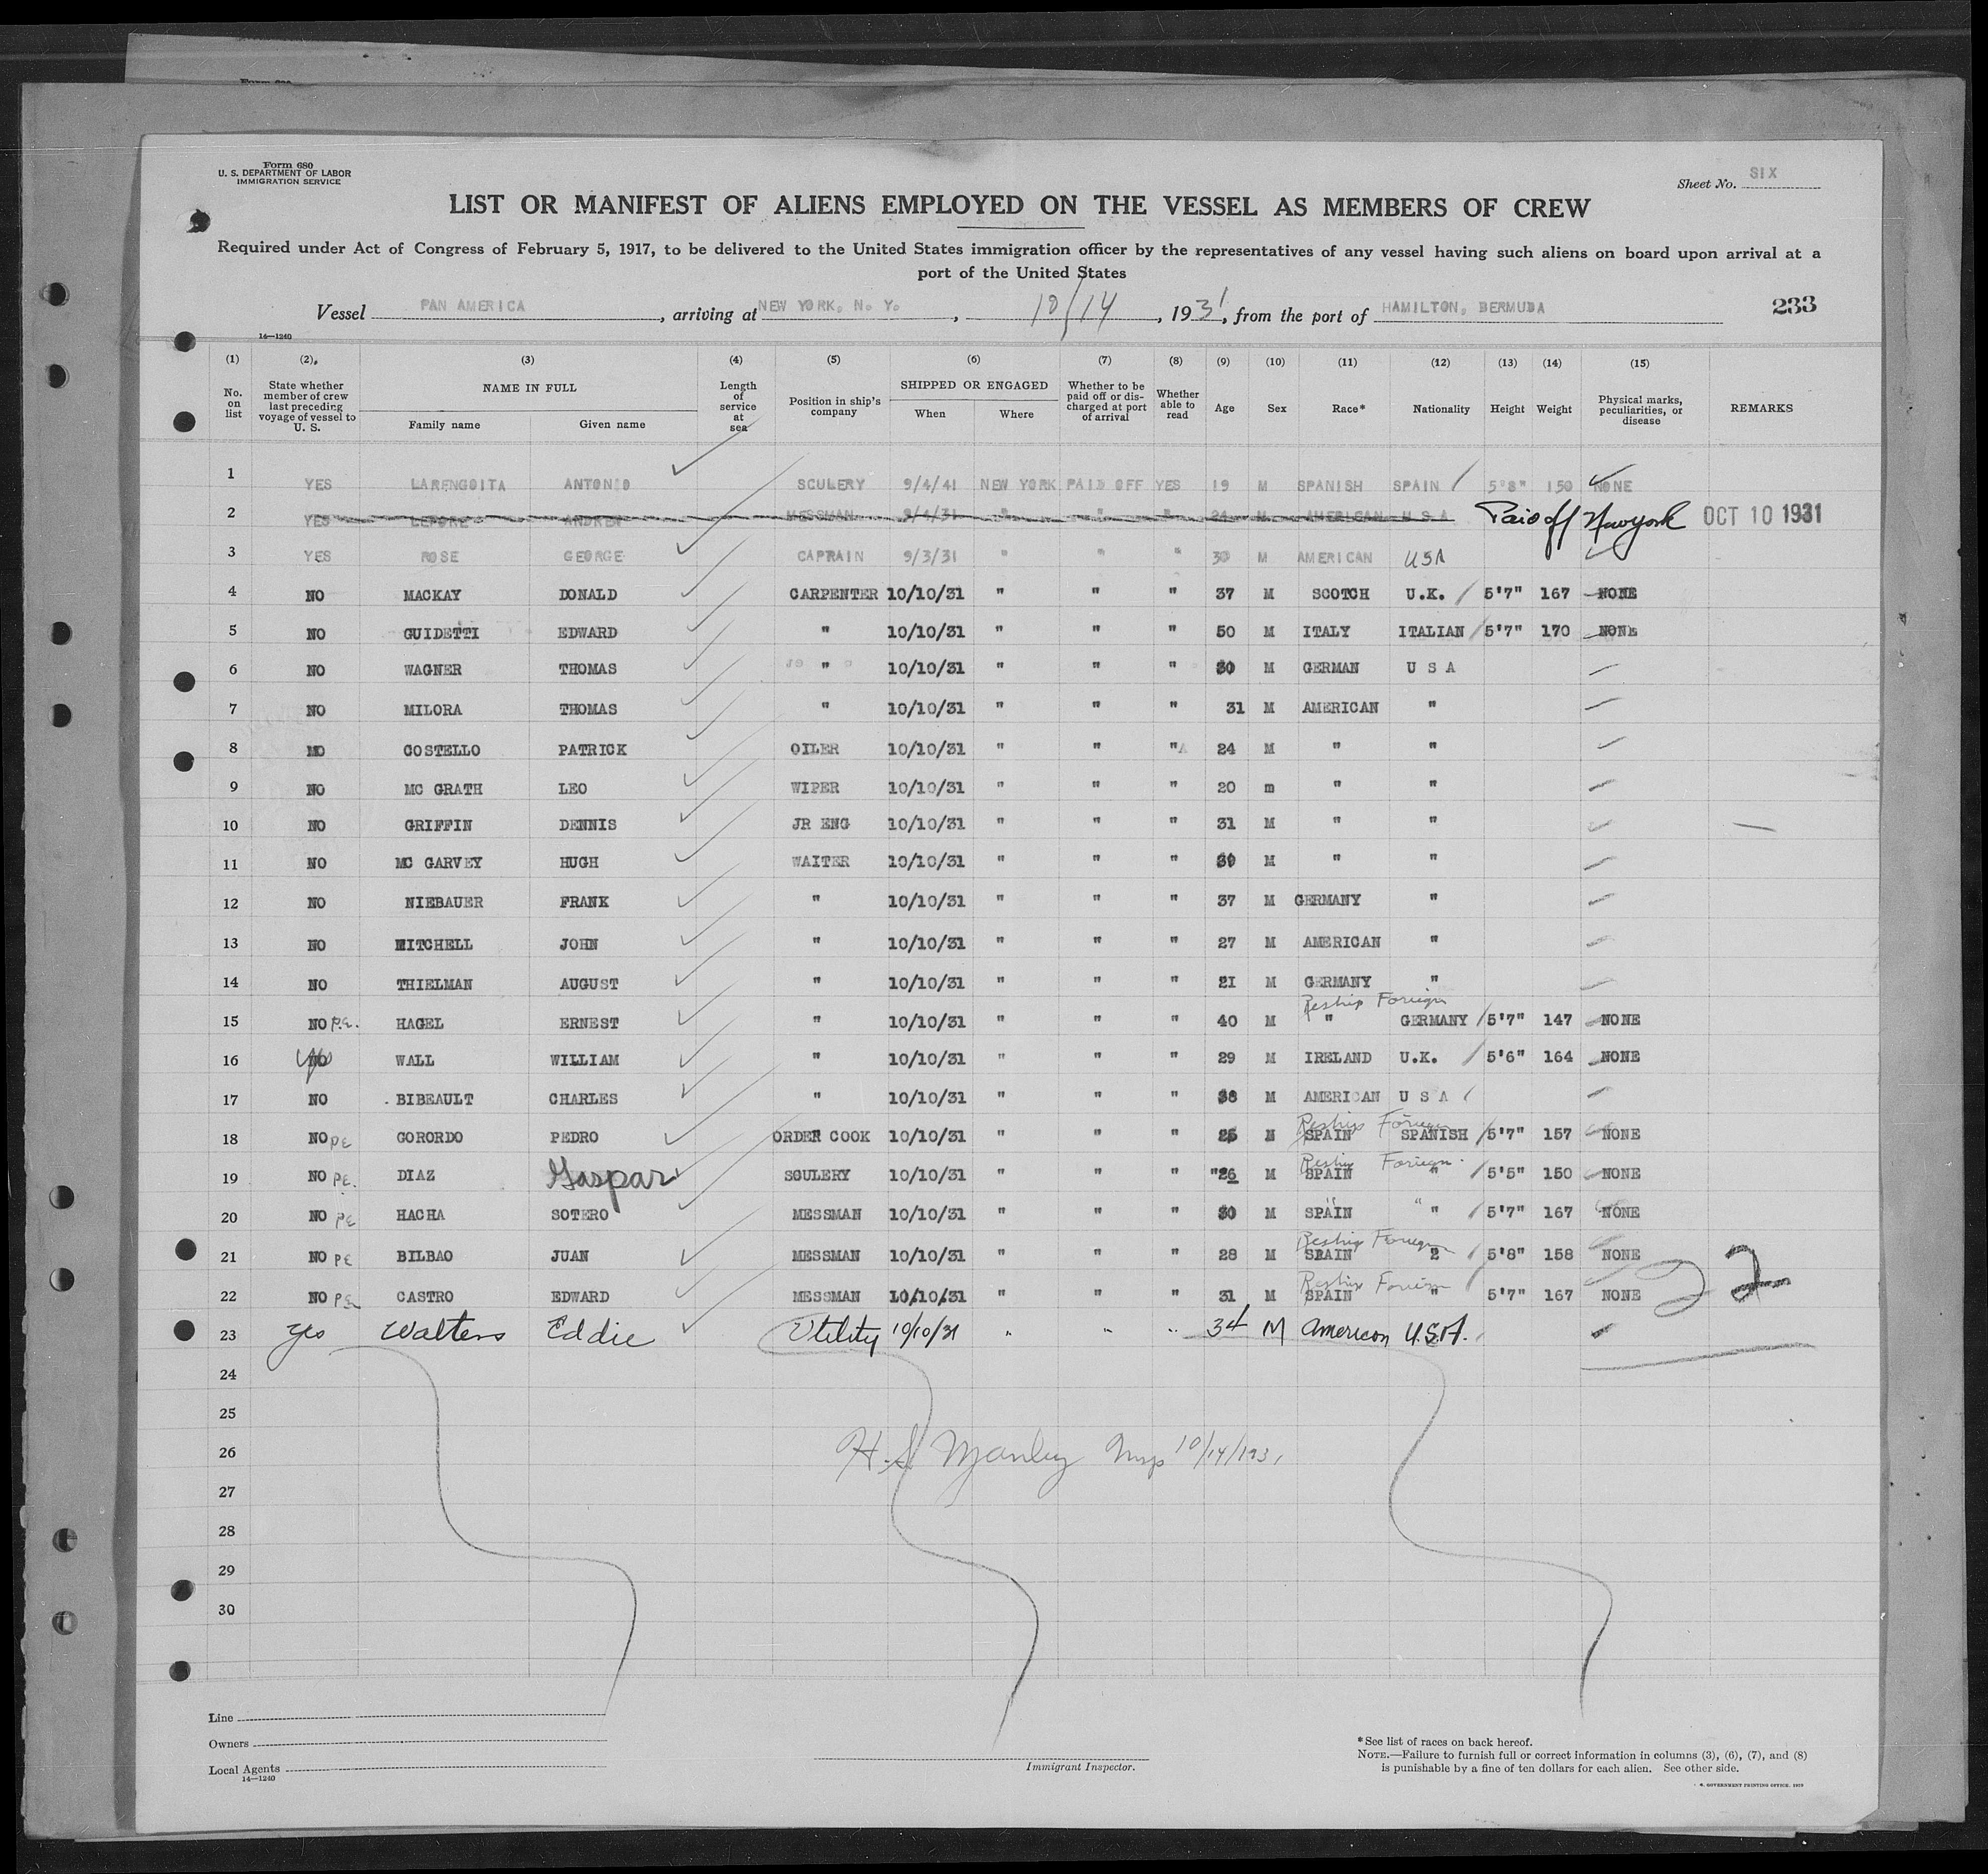 Form 680
U. S. DEPARTMENT OF LABOR
IMMIGRATION SERVICE
Sheet No. SIX
LIST OR MANIFEST OF ALIENS EMPLOYED ON THE VESSEL AS MEMBERS OF CREW
Required under Act of Congress of February 5, 1917, to be delivered to the United States immigration officer by the representatives of any vessel having such aliens on board upon arrival at a
port of the United States
Vessel PAN AMERICA, arriving at NEW YORK, N. Y., 10/14, 1931, from the port of HAMILTON, BERMUDA 233
14—1240
(1) (2) (3) (4) (5) (6) (7) (8) (9) (10) (11) (12) (13) (14) (15)
No. on list State whether member of crew last preceding voyage of vessel to U. S. NAME IN FULL Family name Given name Length of service at sea Position in ship's company SHIPPED OR ENGAGED When Where Whether to be paid off or discharged at port of arrival Whether able to read Age Sex Race* Nationality Height Weight Physical marks, peculiarities, or disease REMARKS
1 YES LARENGOITA ANTONIO SCULERY 9/4/41 NEW YORK PAID OFF YES 19 M SPANISH SPAIN 5"8" 150 NONE
2 YES LEPORE ANDREW MESSMAN 9/4/31 " " " 24 M AMERICAN U S A Paid off New york OCT 10 1931
3 YES ROSE GEORGE CAPRAIN 9/3/31 " " " 30 M AMERICAN USA
4 NO MACKAY DONALD CARPENTER 10/10/31 " " " 37 M SCOTCH U.K. 5'7" 167 NONE
5 NO GUIDETTI EDWARD " 10/10/31 " " " 50 M ITALY ITALIAN 5'7" 170 NONE
6 NO WAGNER THOMAS " 10/10/31 " " " 30 M GERMAN U S A
7 NO MILORA THOMAS " 10/10/31 " " " 31 M AMERICAN "
8 NO COSTELLO PATRICK OILER 10/10/31 " " " 24 M " "
9 NO MC GRATH LEO WIPER 10/10/31 " " " 20 m " "
10 NO GRIFFIN DENNIS JR ENG 10/10/31 " " " 31 M " "
11 NO MC GARVEY HUGH WAITER 10/10/31 " " " 39 M " "
12 NO NIEBAUER FRANK " 10/10/31 " " " 37 M GERMANY "
13 NO MITCHELL JOHN " 10/10/31 " " " 27 M AMERICAN "
14 NO THIELMAN AUGUST " 10/10/31 " " " 21 M GERMANY "
Reship Foreign
15 NO P.E. HAGEL ERNEST " 10/10/31 " " " 40 M " GERMANY 5'7" 147 NONE
16 NO yes WALL WILLIAM " 10/10/31 " " " 29 M IRELAND U.K. 5'6" 164 NONE
17 NO BIBEAULT CHARLES " 10/10/31 " " " 38 M AMERICAN U S A
Reship Foreign
18 NO PE GORORDO PEDRO ORDER COOK 10/10/31 " " " 25 M SPAIN SPANISH 5'7" 157 NONE
Reship Foreign.
19 NO P.E. DIAZ Gaspar SCULERY 10/10/31 " " " "26 M SPAIN " 5'5" 150 NONE
20 NO PE HACHA SOTERO MESSMAN 10/10/31 " " " 30 M SPAIN " 5'7" 167 NONE
Reship Foreign
21 NO PE BILBAO JUAN MESSMAN 10/10/31 " " " 28 M SPAIN 2 5'8" 158 NONE
Reship Foreign
22 NO PE CASTRO EDWARD MESSMAN 10/10/31 " " " 31 M SPAIN " 5'7" 167 NONE
22
23 yes Walters Eddie Utility 10/10/31 " " " 34 M American U.S.A.
24
25
26 H. S. Manley Insp 10/14/1931
27
28
29
30
Line
Owners
Local Agents
14—1240
Immigrant Inspector.
*See list of races on back hereof.
NOTE.—Failure to furnish full or correct information in columns (3), (6), (7), and (8)
is punishable by a fine of ten dollars for each alien. See other side.
GOVERNMENT PRINTING OFFICE